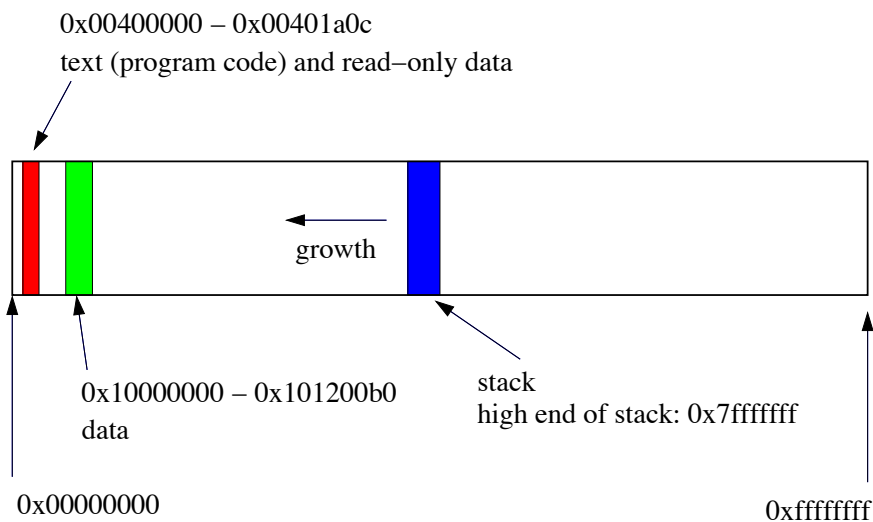 0x00400000 – 0x00401a0c
text (program code) and read–only data
growth
stack
high end of stack: 0x7fffffff
0x10000000 – 0x101200b0
data
0x00000000
0xffffffff